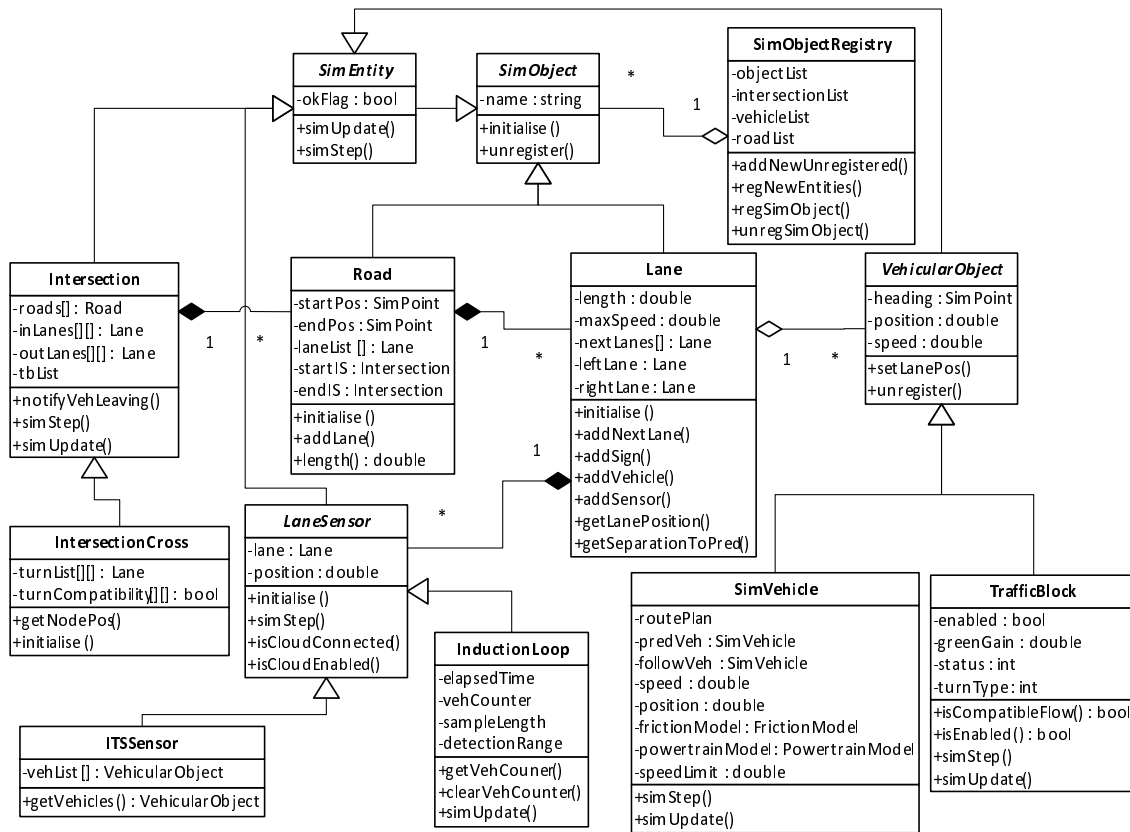 SimObjectRegistry
-objectList
-intersectionList
-vehicleList
-roadList
+addNewUnregistered()
+regNewEntities()
+regSimObject()
+unregSimObject()
SimEntity
-okFlag : bool
+simUpdate()
+simStep()
SimObject
-name : string
+initialise ()
+unregister()
*
1
Intersection
-roads[] : Road
-inLanes[][] : Lane
-outLanes[][] : Lane
-tbList
+notifyVehLeaving()
+simStep()
+simUpdate()
1
*
Road
-startPos : SimPoint
-endPos : SimPoint
-laneList [] : Lane
-startIS : Intersection
-endIS : Intersection
+initialise ()
+addLane()
+length() : double
1
*
Lane
-length : double
-maxSpeed : double
-nextLanes[] : Lane
-leftLane : Lane
-rightLane : Lane
+initialise ()
+addNextLane()
+addSign()
+addVehicle()
+addSensor()
+getLanePosition()
+getSeparationToPred()
1
*
VehicularObject
-heading : SimPoint
-position : double
-speed : double
+setLanePos()
+unregister()
1
*
IntersectionCross
-turnList[][] : Lane
-turnCompatibility[][] : bool
+getNodePos()
+initialise ()
LaneSensor
-lane : Lane
-position : double
+initialise ()
+simStep()
+isCloudConnected()
+isCloudEnabled()
InductionLoop
-elapsedTime
-vehCounter
-sampleLength
-detectionRange
+getVehCouner()
+clearVehCounter()
+simUpdate()
ITSSensor
-vehList [] : VehicularObject
+getVehicles() : VehicularObject
SimVehicle
-routePlan
-predVeh : SimVehicle
-followVeh : SimVehicle
-speed : double
-position : double
-frictionModel : FrictionModel
-powertrainModel : PowertrainModel
-speedLimit : double
+simStep()
+simUpdate()
TrafficBlock
-enabled : bool
-greenGain : double
-status : int
-turnType : int
+isCompatibleFlow() : bool
+isEnabled() : bool
+simStep()
+simUpdate()